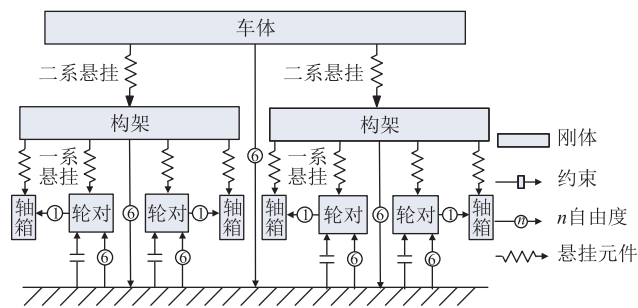 车体
二系悬挂
二系悬挂
构架
构架
⑥
刚体
一系
悬挂
一系
悬挂
约束
轴
箱
①
轮对
⑥
轮对
①
轴
箱
轴
箱
①
轮对
⑥
轮对
①
轴
箱
n
n自由度
⑥
⑥
⑥
⑥
悬挂元件